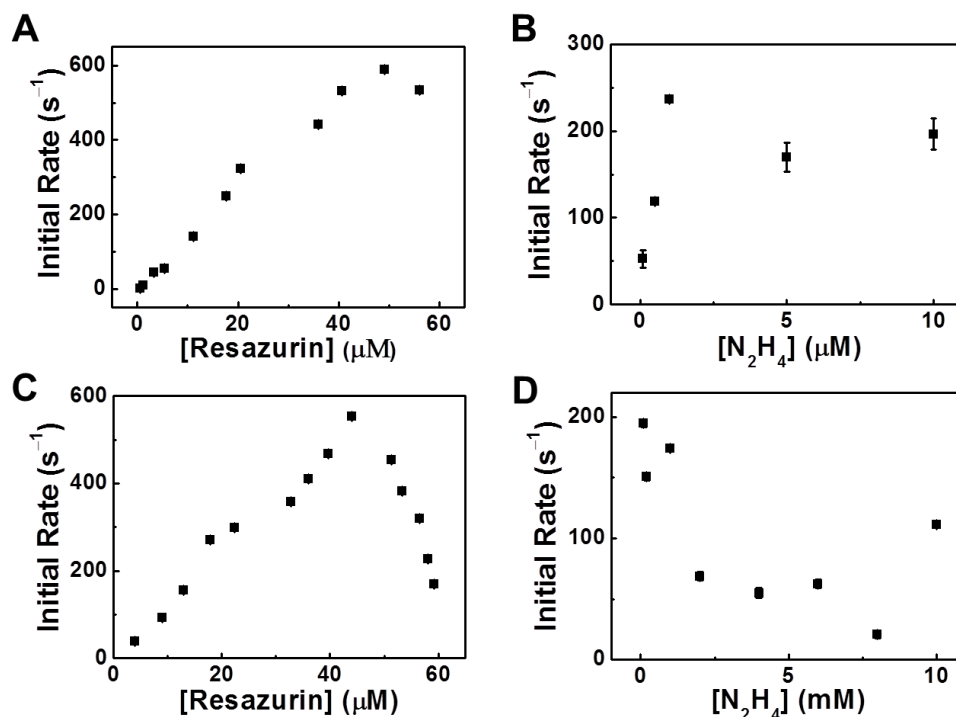 A
Initial Rate (s⁻¹)
600
400
200
0
0 20 40 60
[Resazurin] (μM)
B
Initial Rate (s⁻¹)
300
200
100
0
0 5 10
[N₂H₄] (μM)
C
Initial Rate (s⁻¹)
600
400
200
0
0 20 40 60
[Resazurin] (μM)
D
Initial Rate (s⁻¹)
200
100
0
0 5 10
[N₂H₄] (mM)